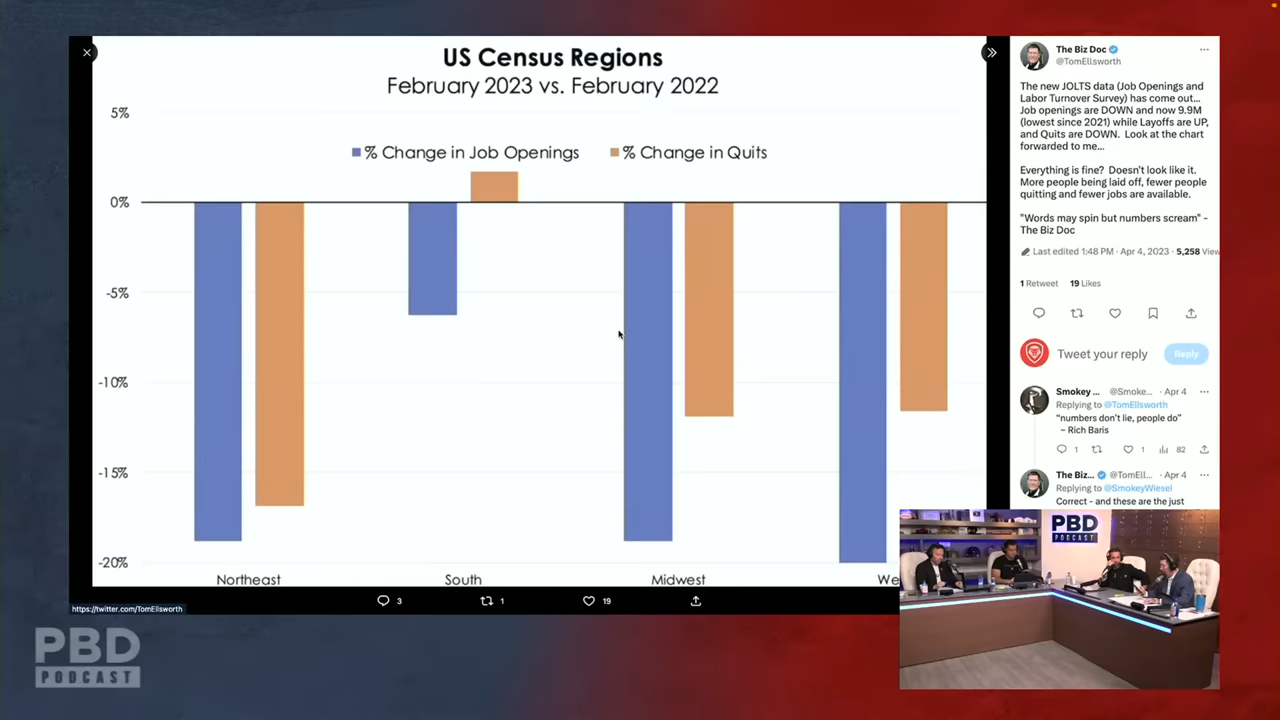 US Census Regions
February 2023 vs. February 2022
5%
% Change in Job Openings
% Change in Quits
0%
-5%
-10%
-15%
-20%
Northeast
South
Midwest
We
3
1
19
https://twitter.com/TomEllsworth
The Biz Doc
@TomEllsworth
The new JOLTS data (Job Openings and
Labor Turnover Survey) has come out...
Job openings are DOWN and now 9.9M
(lowest since 2021) while Layoffs are UP,
and Quits are DOWN. Look at the chart
forwarded to me...
Everything is fine? Doesn't look like it.
More people being laid off, fewer people
quitting and fewer jobs are available.
"Words may spin but numbers scream" -
The Biz Doc
Last edited 1:48 PM · Apr 4, 2023 · 5,258 View
1 Retweet 19 Likes
Tweet your reply
Reply
Smokey ... @Smoke... · Apr 4
Replying to @TomEllsworth
“numbers don’t lie, people do”
– Rich Baris
1
1
82
The Biz... @TomEll... · Apr 4
Replying to @SmokeyWiesel
Correct - and these are the just
PBD
PODCAST
PBD
PODCAST